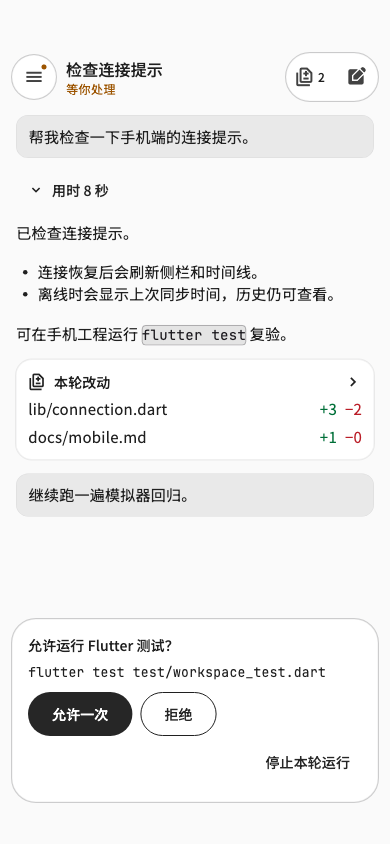 检查连接提示
等你处理
2
帮我检查一下手机端的连接提示。
用时 8 秒
已检查连接提示。
• 连接恢复后会刷新侧栏和时间线。
• 离线时会显示上次同步时间，历史仍可查看。
可在手机工程运行 flutter test 复验。
本轮改动
lib/connection.dart +3 −2
docs/mobile.md +1 −0
继续跑一遍模拟器回归。
允许运行 Flutter 测试？
flutter test test/workspace_test.dart
允许一次 拒绝
停止本轮运行